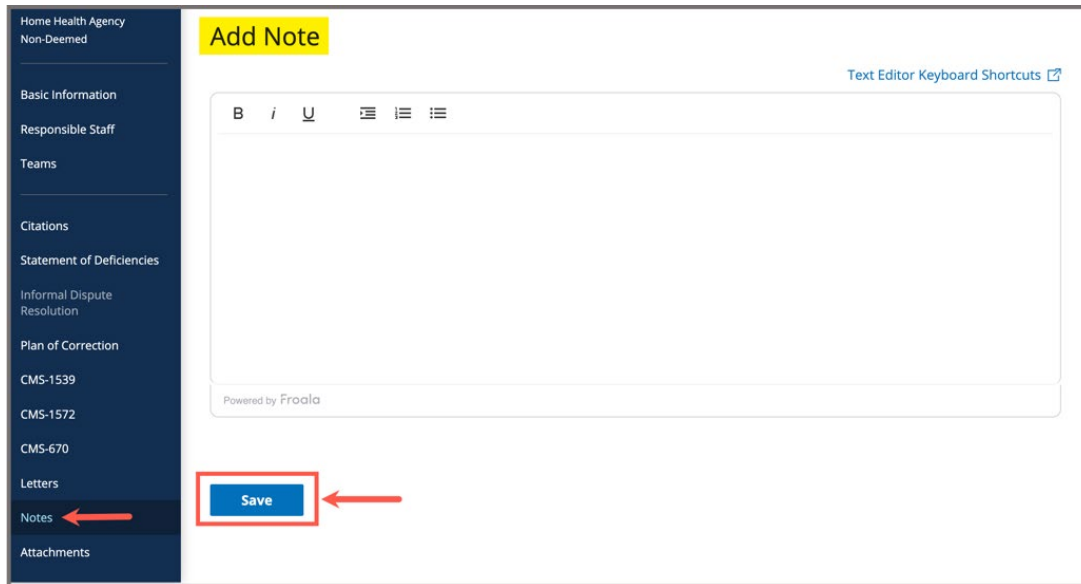 Home Health Agency
Non-Deemed
Basic Information
Responsible Staff
Teams
Citations
Statement of Deficiencies
Informal Dispute
Resolution
Plan of Correction
CMS-1539
CMS-1572
CMS-670
Letters
Notes
Attachments
Add Note
Text Editor Keyboard Shortcuts
B i U
Powered by Froala
Save